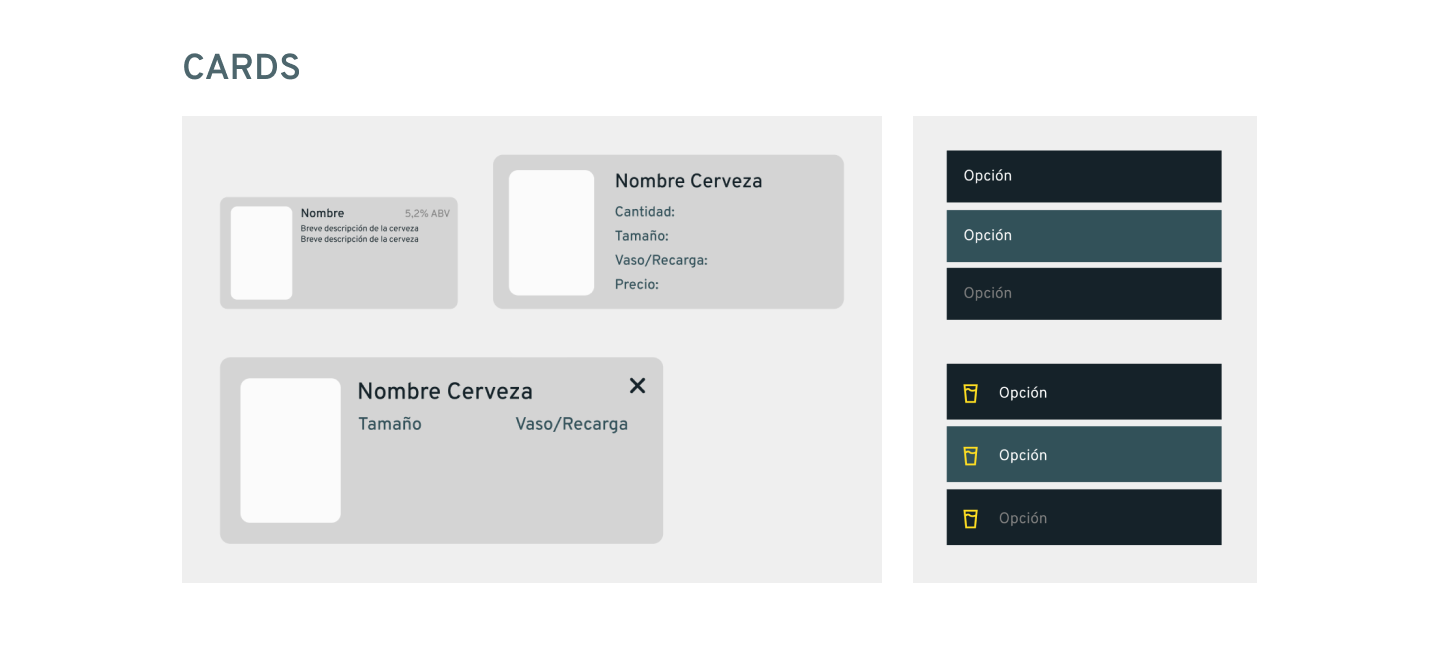 CARDS
Nombre 5,2% ABV
Breve descripción de la cerveza
Breve descripción de la cerveza
Nombre Cerveza
Cantidad:
Tamaño:
Vaso/Recarga:
Precio:
Nombre Cerveza
Tamaño Vaso/Recarga
Opción
Opción
Opción
Opción
Opción
Opción